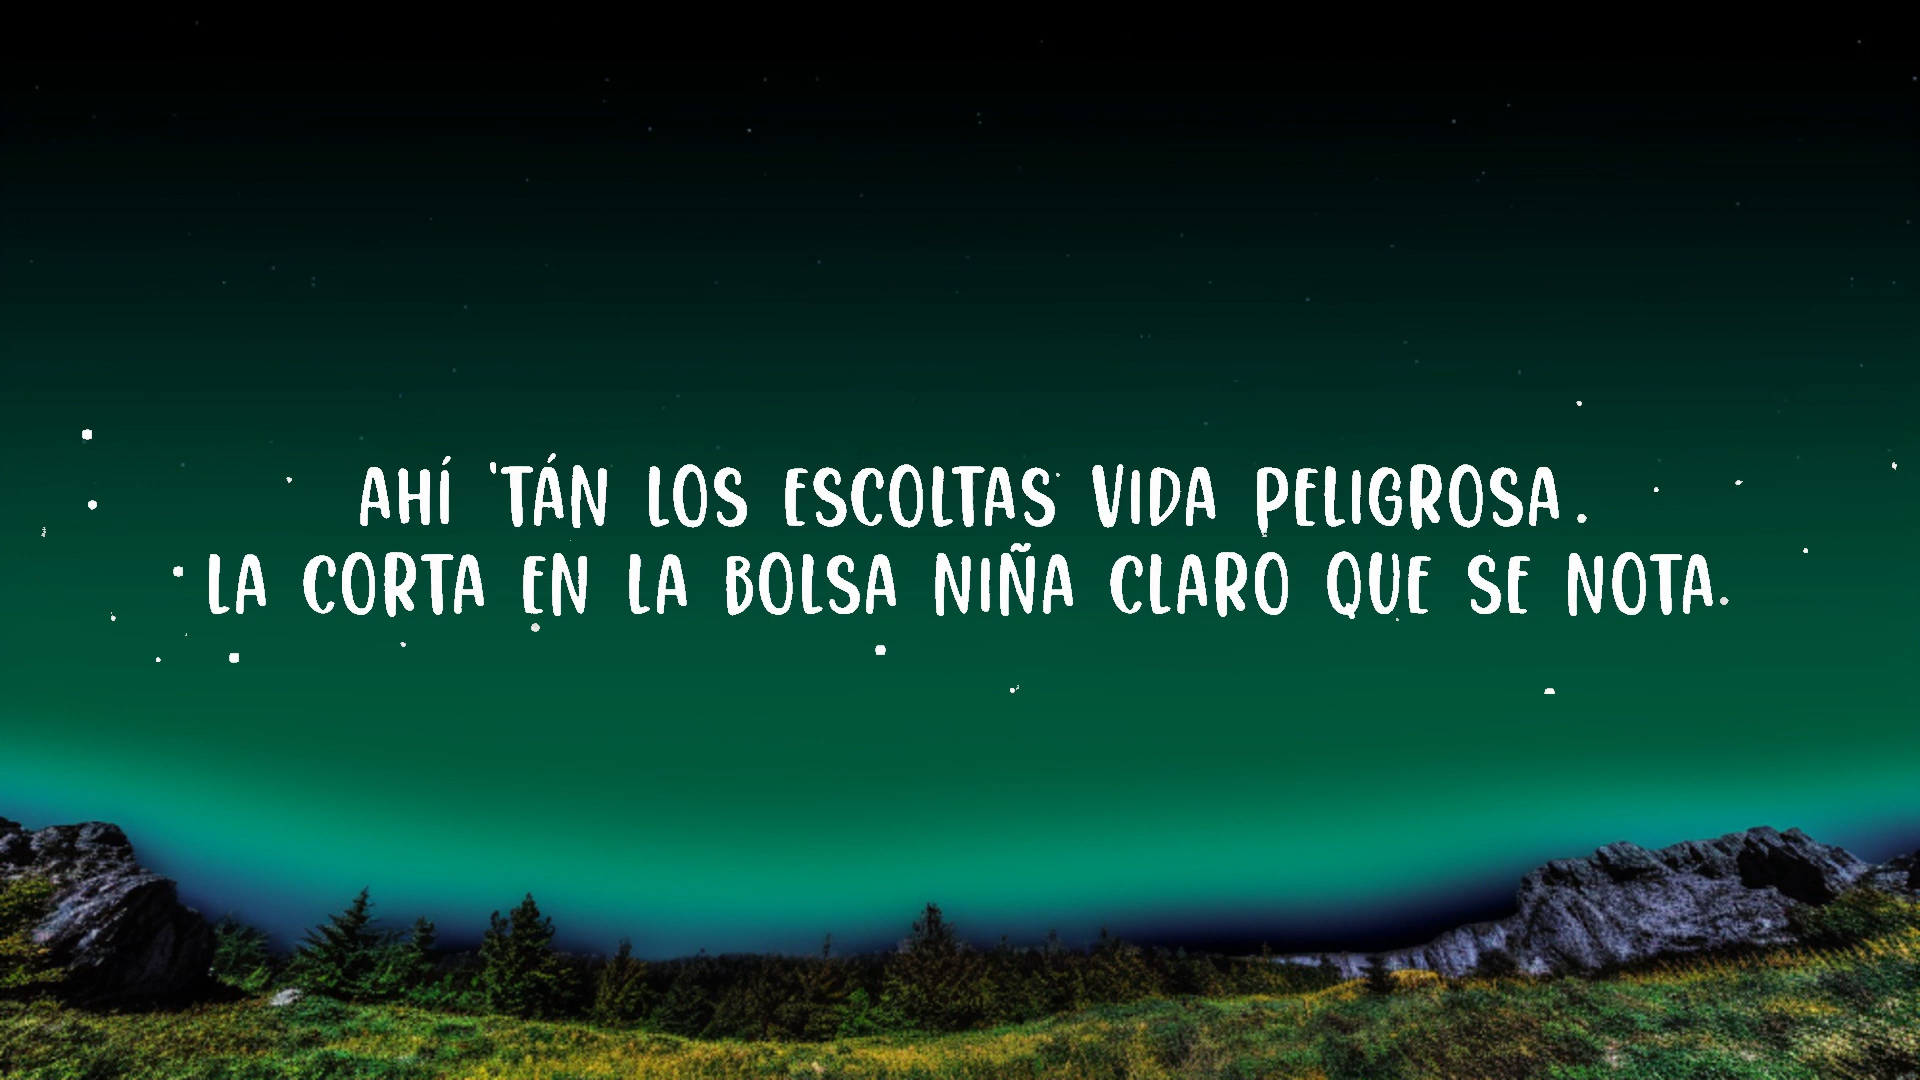 AHÍ 'TÁN LOS ESCOLTAS VIDA PELIGROSA.
LA CORTA EN LA BOLSA NIÑA CLARO QUE SE NOTA.